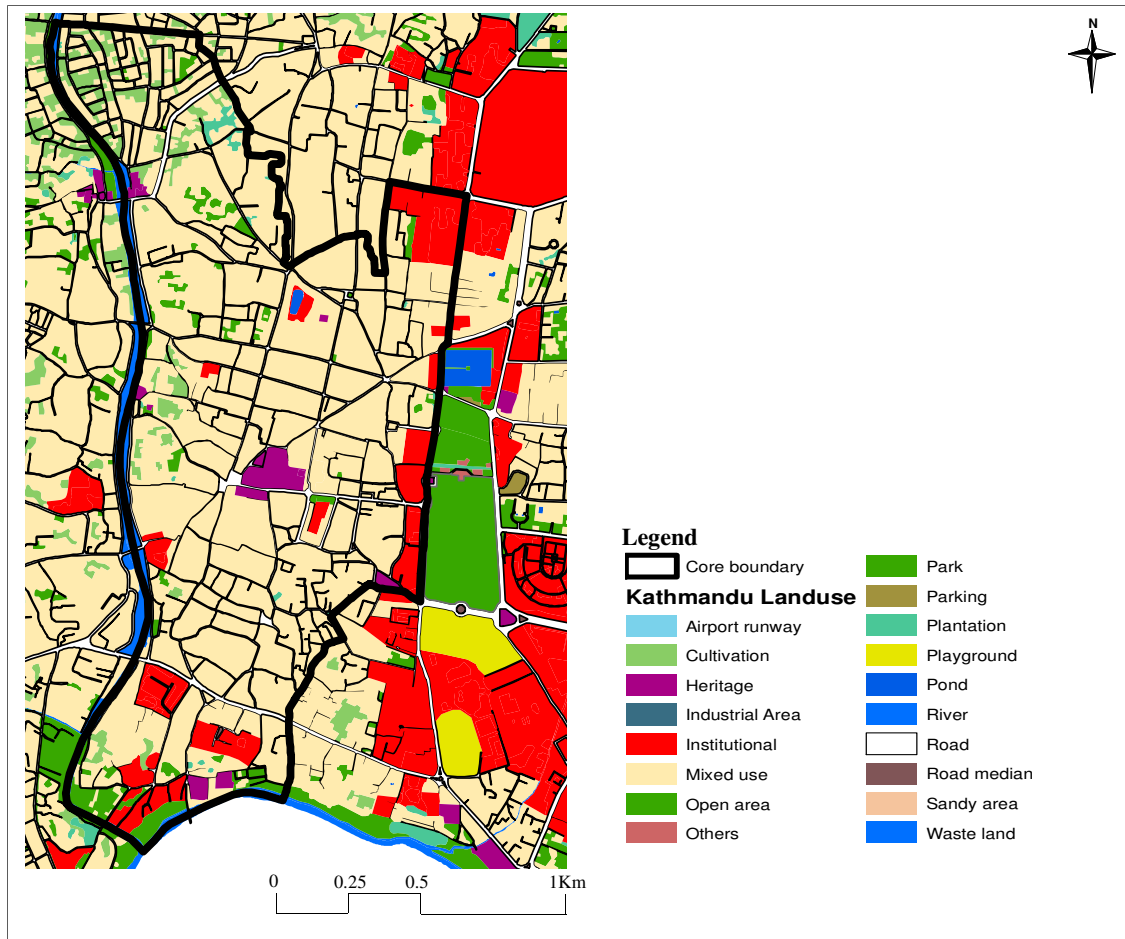 N
Legend
Core boundary
Kathmandu Landuse
Airport runway
Cultivation
Heritage
Industrial Area
Institutional
Mixed use
Open area
Others
Park
Parking
Plantation
Playground
Pond
River
Road
Road median
Sandy area
Waste land
0 0.25 0.5 1Km